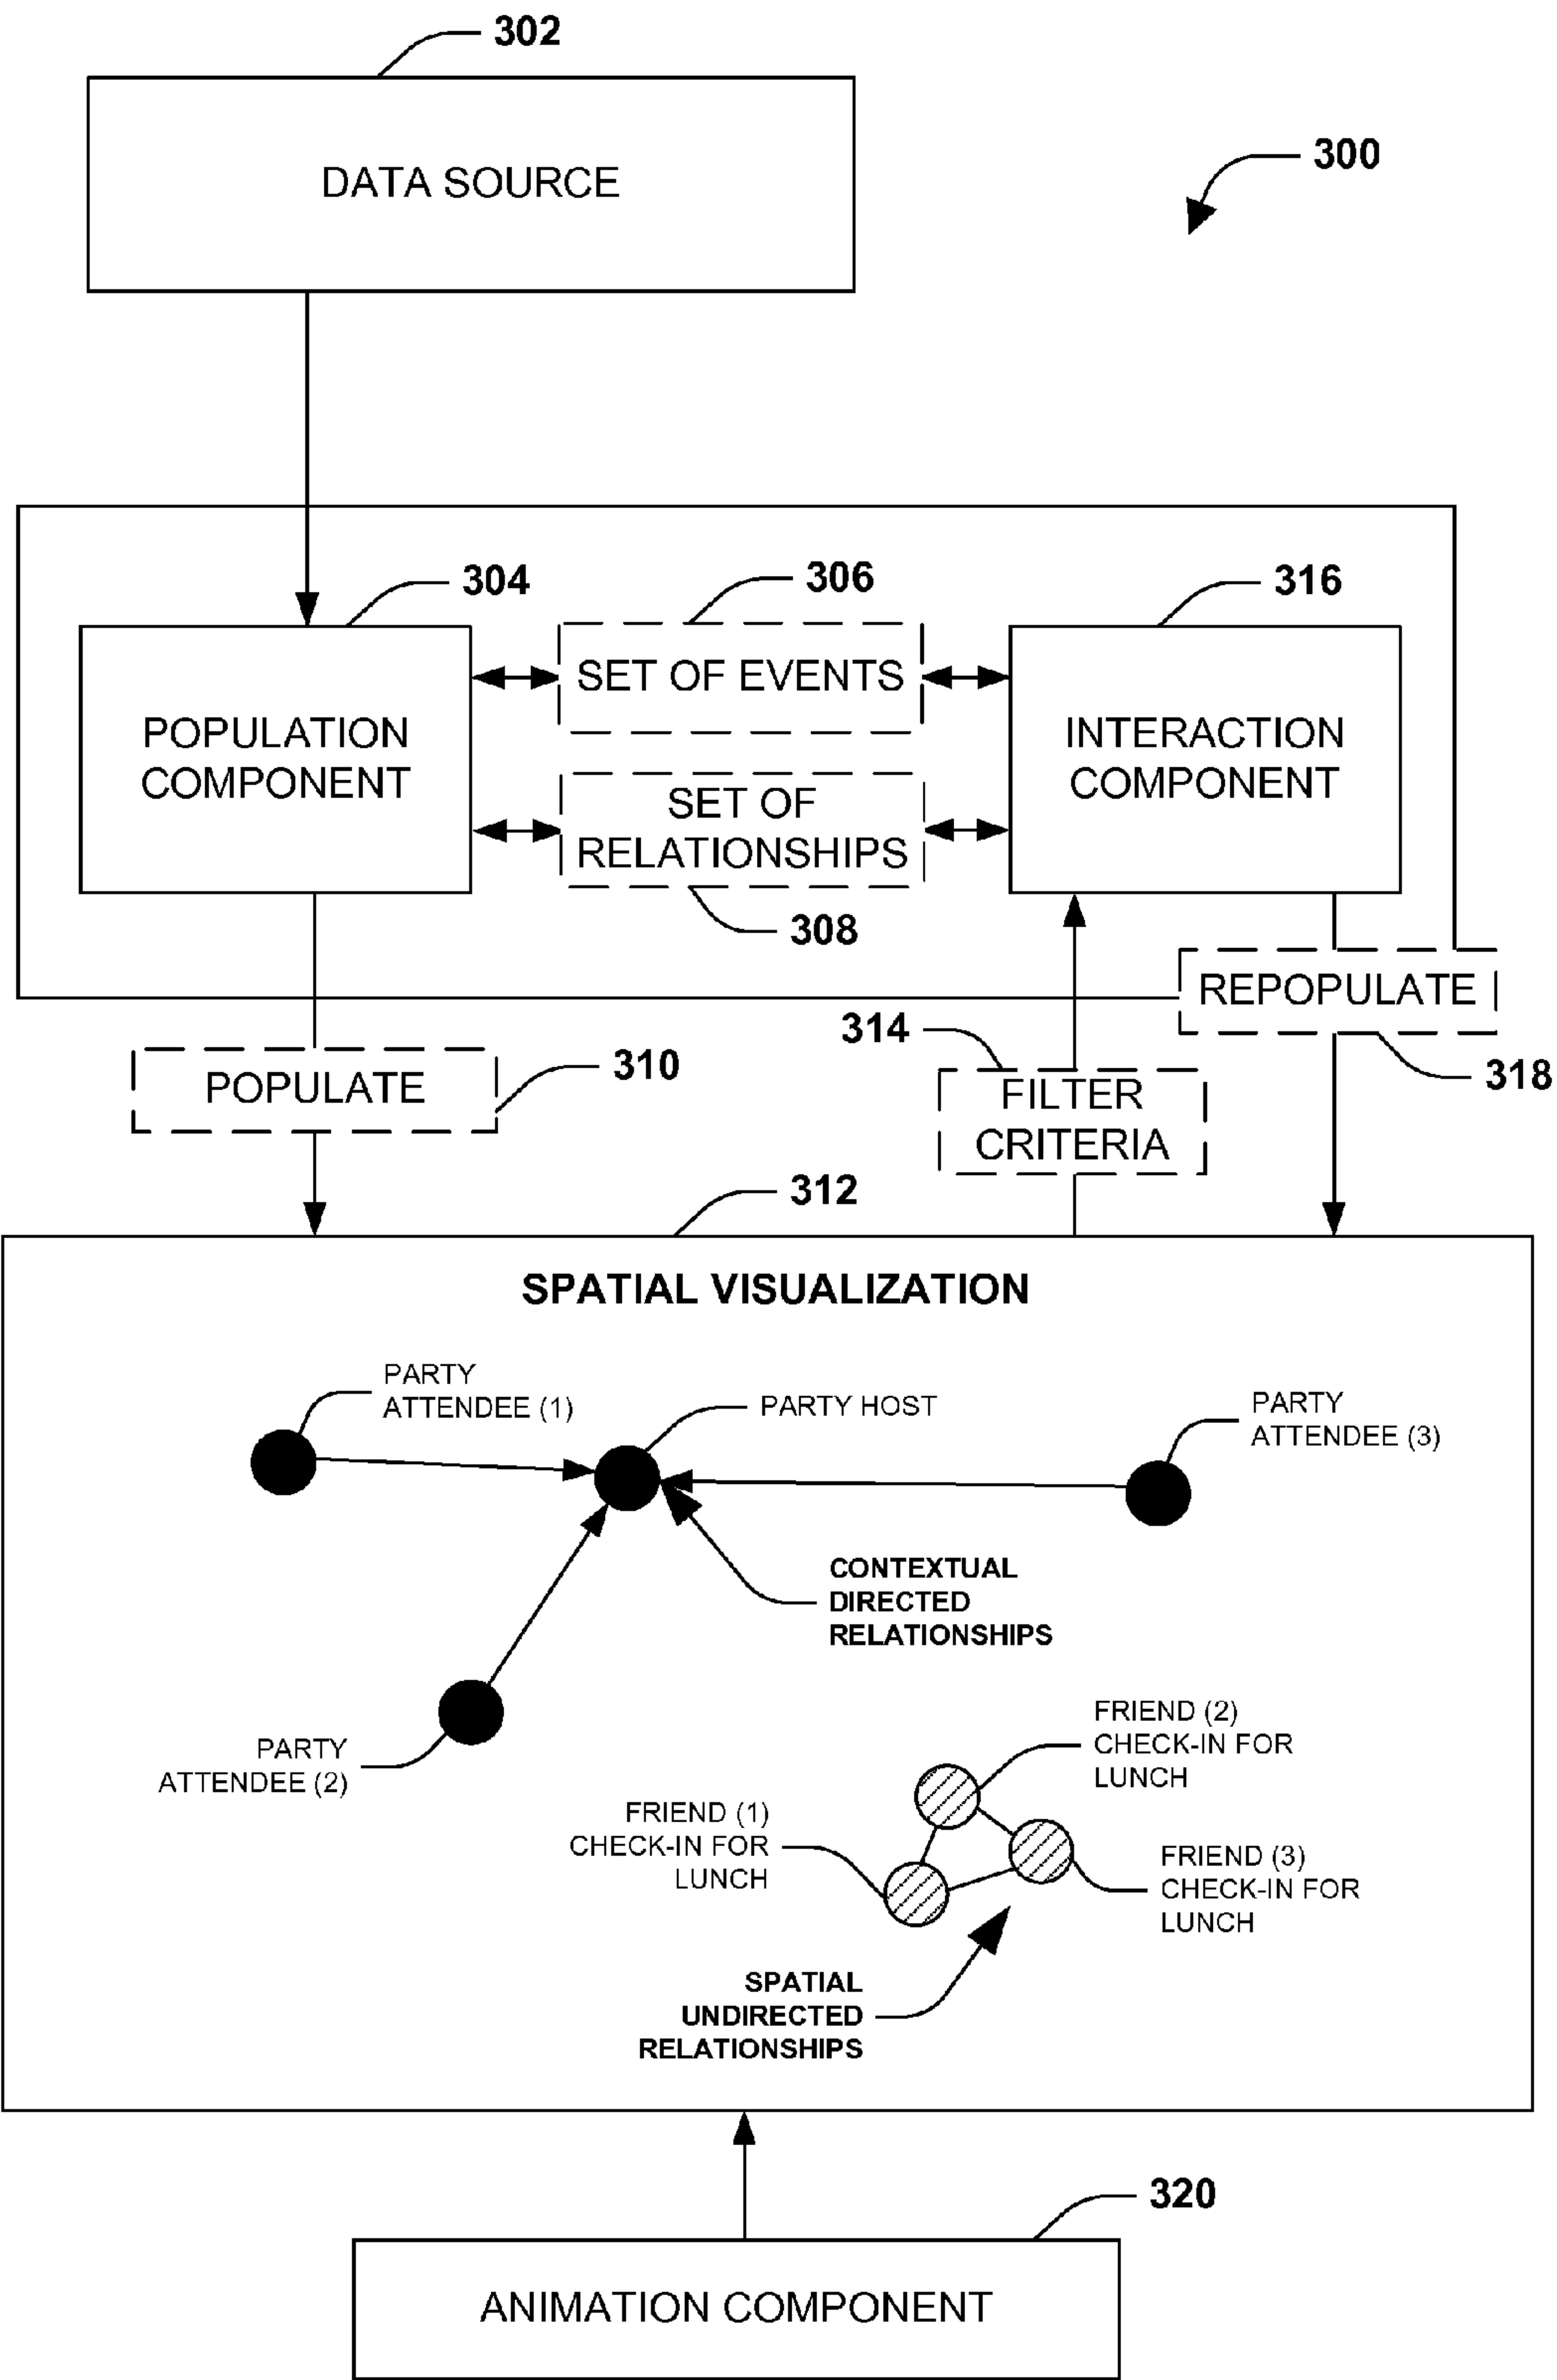 302
DATA SOURCE
300
304
306
316
POPULATION
COMPONENT
SET OF EVENTS
SET OF
RELATIONSHIPS
INTERACTION
COMPONENT
308
REPOPULATE
314
318
POPULATE
310
FILTER
CRITERIA
312
SPATIAL VISUALIZATION
PARTY
ATTENDEE (1)
PARTY HOST
PARTY
ATTENDEE (3)
CONTEXTUAL
DIRECTED
RELATIONSHIPS
PARTY
ATTENDEE (2)
FRIEND (2)
CHECK-IN FOR
LUNCH
FRIEND (1)
CHECK-IN FOR
LUNCH
FRIEND (3)
CHECK-IN FOR
LUNCH
SPATIAL
UNDIRECTED
RELATIONSHIPS
320
ANIMATION COMPONENT